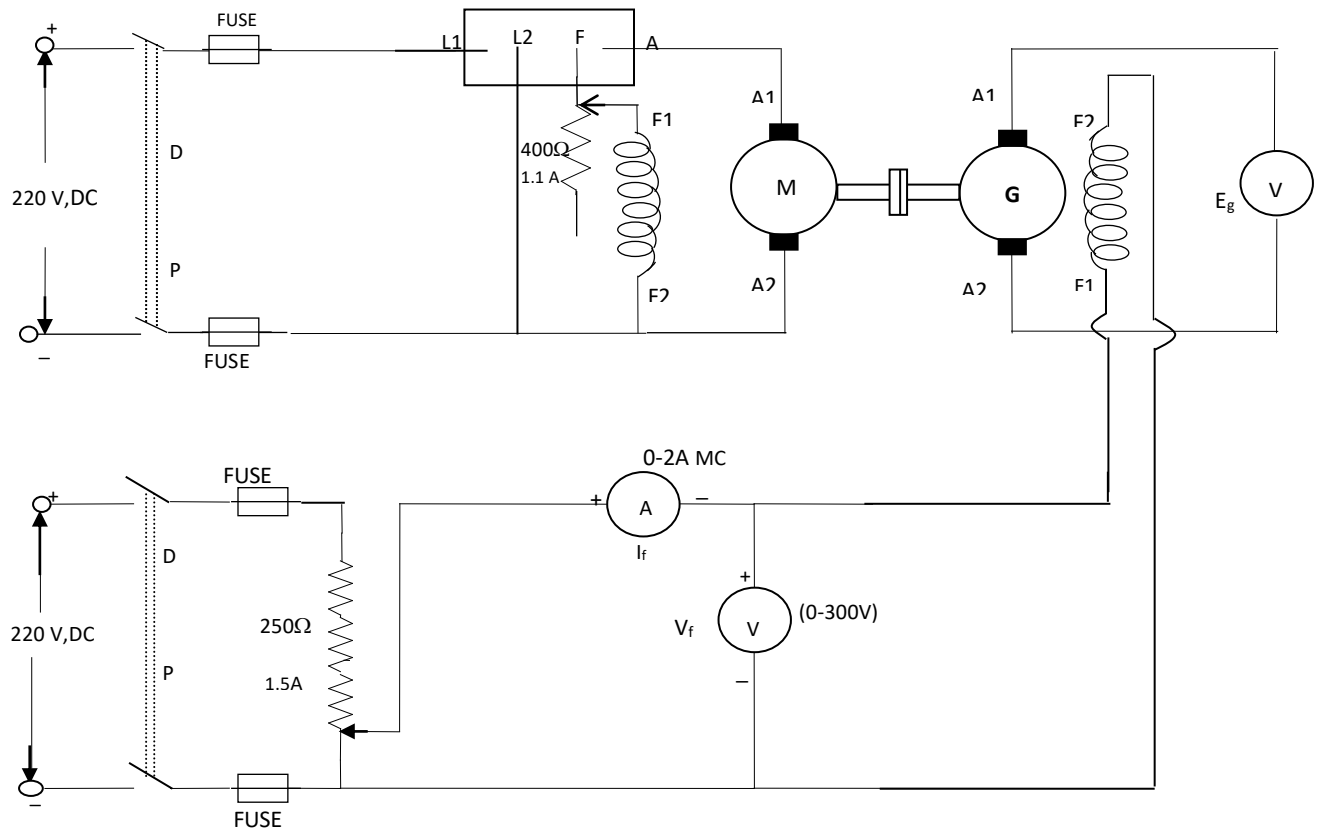 +
FUSE
L1
L2
F
A
400Ω
1.1 A
F1
F2
D
P
220 V,DC
–
FUSE
A1
M
A2
A1
G
A2
F2
F1
Eg
V
0-2A MC
+
A
–
If
FUSE
+
D
P
220 V,DC
–
250Ω
1.5A
FUSE
+
Vf
V
(0-300V)
–